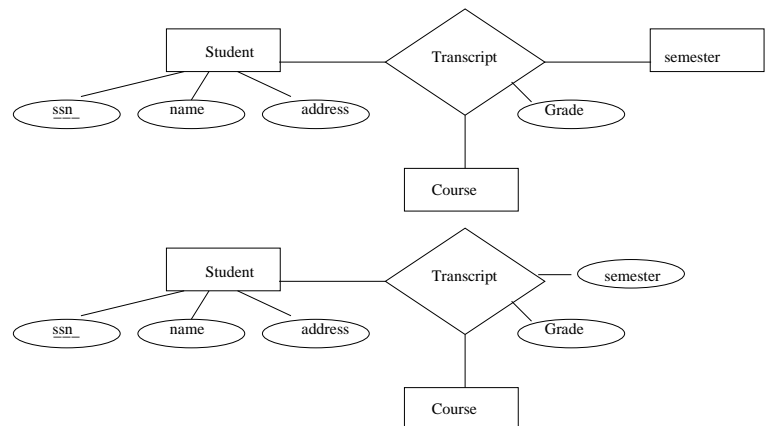 Student
Transcript
semester
ssn
name
address
Grade
Course
Student
Transcript
semester
ssn
name
address
Grade
Course